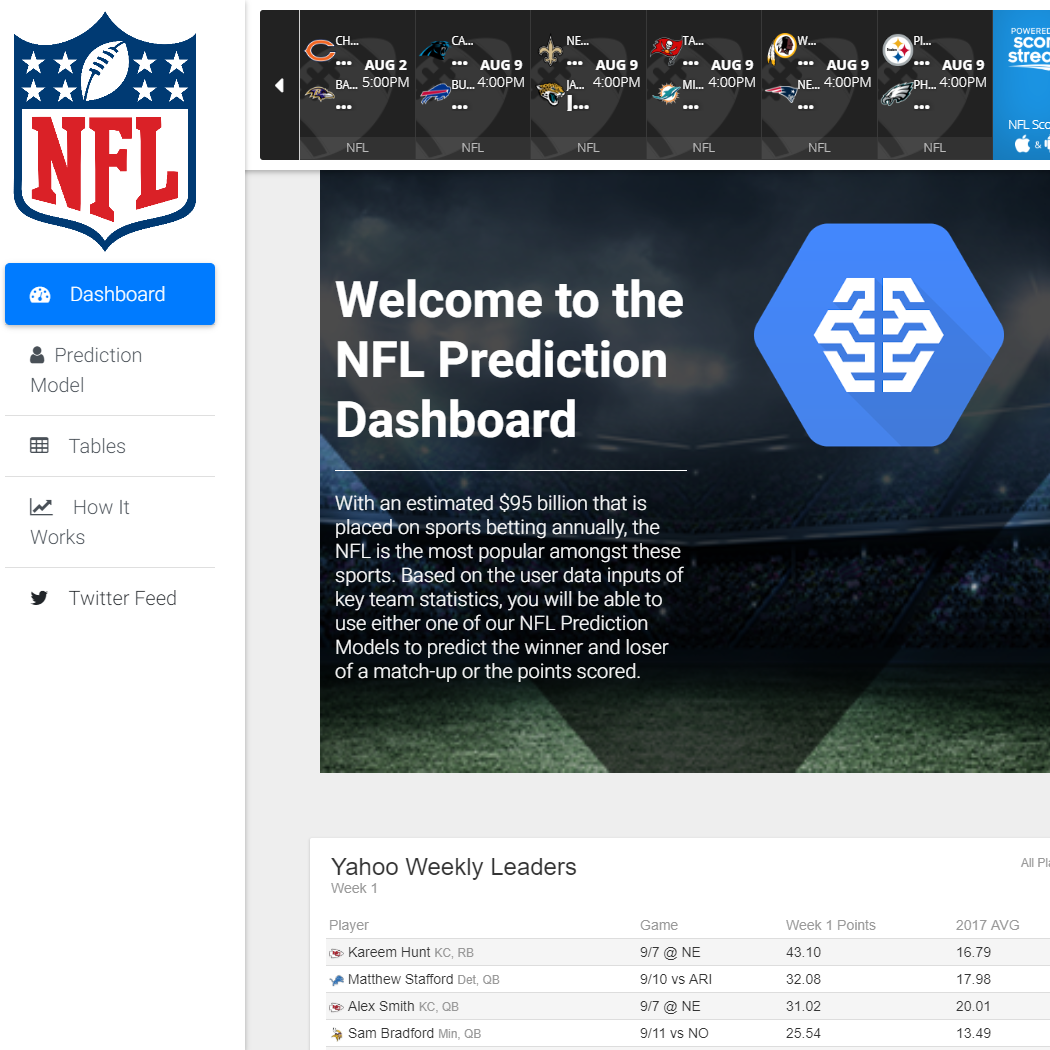 NFL
Dashboard
Prediction
Model
Tables
How It
Works
Twitter Feed
CH... ...
BA... ...
AUG 2
5:00PM
NFL
CA... ...
BU... ...
AUG 9
4:00PM
NFL
NE... ...
JA... ...
AUG 9
4:00PM
NFL
TA... ...
MI... ...
AUG 9
4:00PM
NFL
W... ...
NE... ...
AUG 9
4:00PM
NFL
PI... ...
PH... ...
AUG 9
4:00PM
NFL
POWERED
scor
strea
NFL Sco
&
Welcome to the
NFL Prediction
Dashboard
With an estimated $95 billion that is
placed on sports betting annually, the
NFL is the most popular amongst these
sports. Based on the user data inputs of
key team statistics, you will be able to
use either one of our NFL Prediction
Models to predict the winner and loser
of a match-up or the points scored.
Yahoo Weekly Leaders
All Pla
Week 1
Player Game Week 1 Points 2017 AVG
Kareem Hunt KC, RB 9/7 @ NE 43.10 16.79
Matthew Stafford Det, QB 9/10 vs ARI 32.08 17.98
Alex Smith KC, QB 9/7 @ NE 31.02 20.01
Sam Bradford Min, QB 9/11 vs NO 25.54 13.49